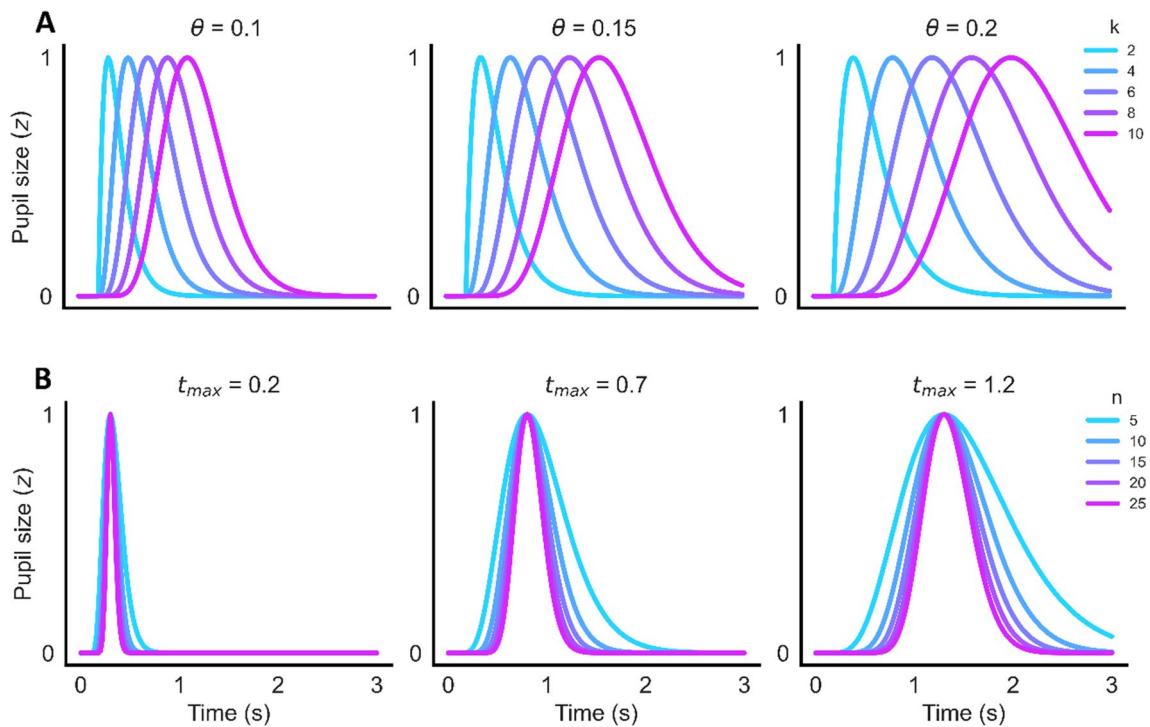 A
θ = 0.1
θ = 0.15
θ = 0.2
k
2
4
6
8
10
Pupil size (z)
1
0
1
0
1
0
B
t_max = 0.2
t_max = 0.7
t_max = 1.2
n
5
10
15
20
25
Pupil size (z)
1
0
1
0
1
0
0 1 2 3
0 1 2 3
0 1 2 3
Time (s)
Time (s)
Time (s)